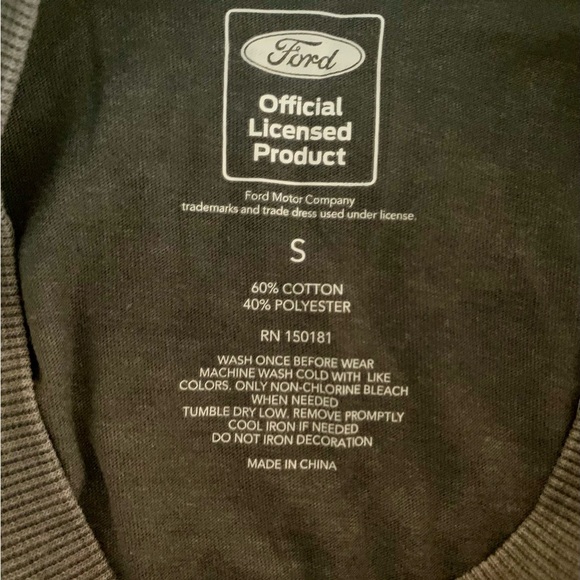 Ford
Official
Licensed
Product
Ford Motor Company
trademarks and trade dress used under license.
S
60% COTTON
40% POLYESTER
RN 150181
WASH ONCE BEFORE WEAR
MACHINE WASH COLD WITH LIKE
COLORS. ONLY NON-CHLORINE BLEACH
WHEN NEEDED
TUMBLE DRY LOW. REMOVE PROMPTLY
COOL IRON IF NEEDED
DO NOT IRON DECORATION
MADE IN CHINA